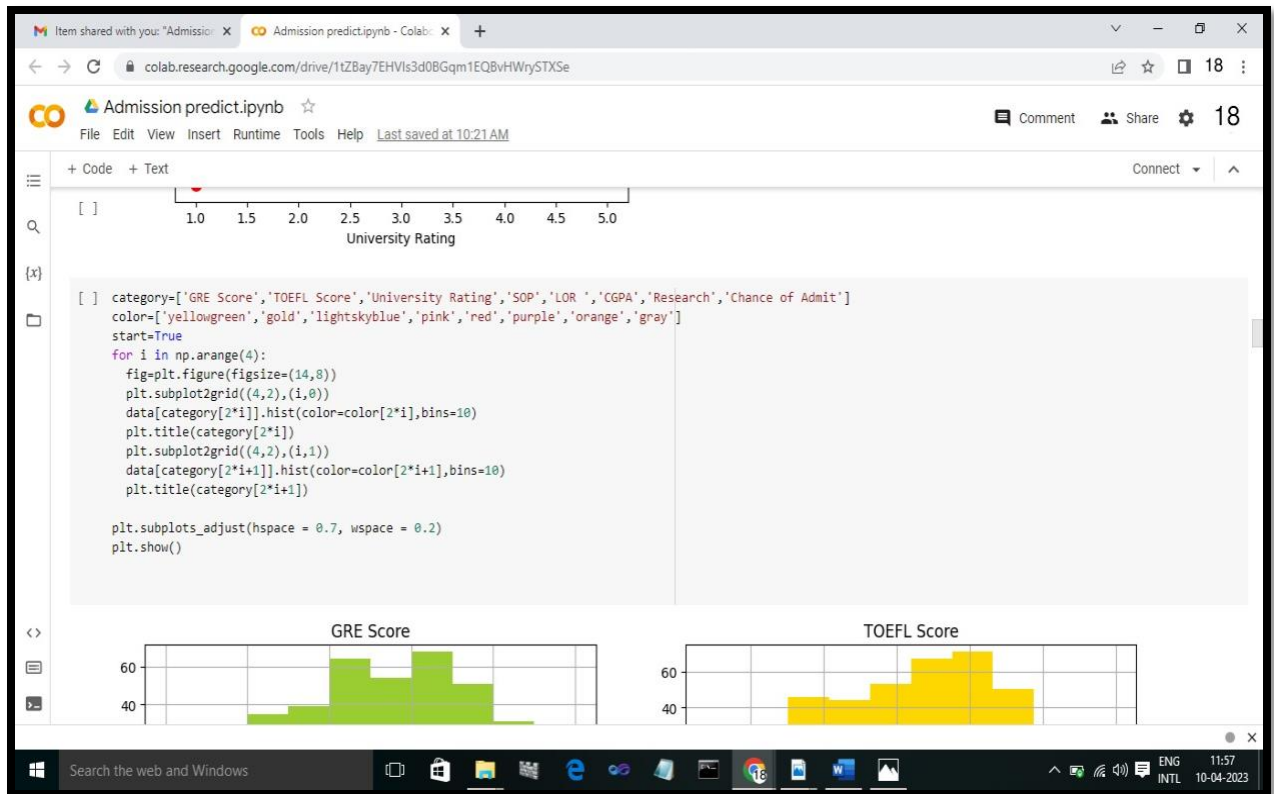 Item shared with you: "Admission
Admission predict.ipynb - Colab
colab.research.google.com/drive/1tZBay7EHVIs3d0BGqm1EQBvHWrySTXSe
18
Admission predict.ipynb
Comment
Share
18
File Edit View Insert Runtime Tools Help Last saved at 10:21 AM
+ Code + Text
Connect
[ ]
1.0 1.5 2.0 2.5 3.0 3.5 4.0 4.5 5.0
University Rating
{x}
[ ] category=['GRE Score','TOEFL Score','University Rating','SOP','LOR ','CGPA','Research','Chance of Admit']
color=['yellowgreen','gold','lightskyblue','pink','red','purple','orange','gray']
start=True
for i in np.arange(4):
fig=plt.figure(figsize=(14,8))
plt.subplot2grid((4,2),(i,0))
data[category[2*i]].hist(color=color[2*i],bins=10)
plt.title(category[2*i])
plt.subplot2grid((4,2),(i,1))
data[category[2*i+1]].hist(color=color[2*i+1],bins=10)
plt.title(category[2*i+1])
plt.subplots_adjust(hspace = 0.7, wspace = 0.2)
plt.show()
GRE Score
60
40
TOEFL Score
60
40
Search the web and Windows
18
ENG
INTL
11:57
10-04-2023